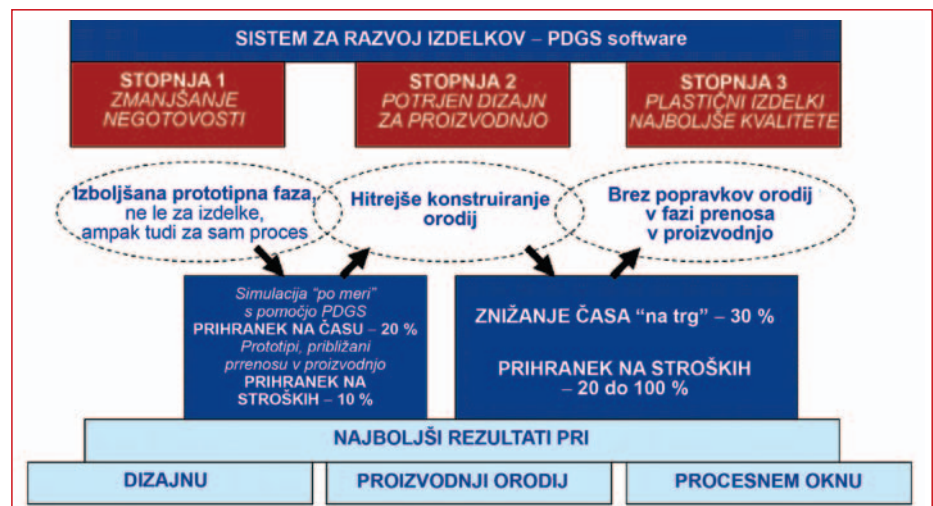 SISTEM ZA RAZVOJ IZDELKOV – PDGS software
STOPNJA 1
ZMANJŠANJE
NEGOTOVOSTI
STOPNJA 2
POTRJEN DIZAJN
ZA PROIZVODNJO
STOPNJA 3
PLASTIČNI IZDELKI
NAJBOLJŠE KVALITETE
Izboljšana prototipna faza,
ne le za izdelke,
ampak tudi za sam proces
Hitrejše konstruiranje
orodij
Brez popravkov orodij
v fazi prenosa
v proizvodnjo
Simulacija "po meri"
s pomočjo PDGS
PRIHRANEK NA ČASU – 20 %
Prototipi, približani
prrenosu v proizvodnjo
PRIHRANEK NA
STROŠKIH – 10 %
ZNIŽANJE ČASA "na trg" – 30 %
PRIHRANEK NA STROŠKIH
– 20 do 100 %
NAJBOLJŠI REZULTATI PRI
DIZAJNU
PROIZVODNJI ORODIJ
PROCESNEM OKNU